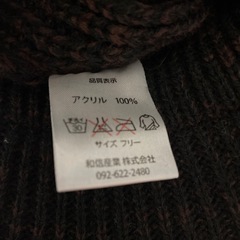 品質表示
アクリル 100%
30
サイズ フリー
和信産業 株式会社
092-622-2480